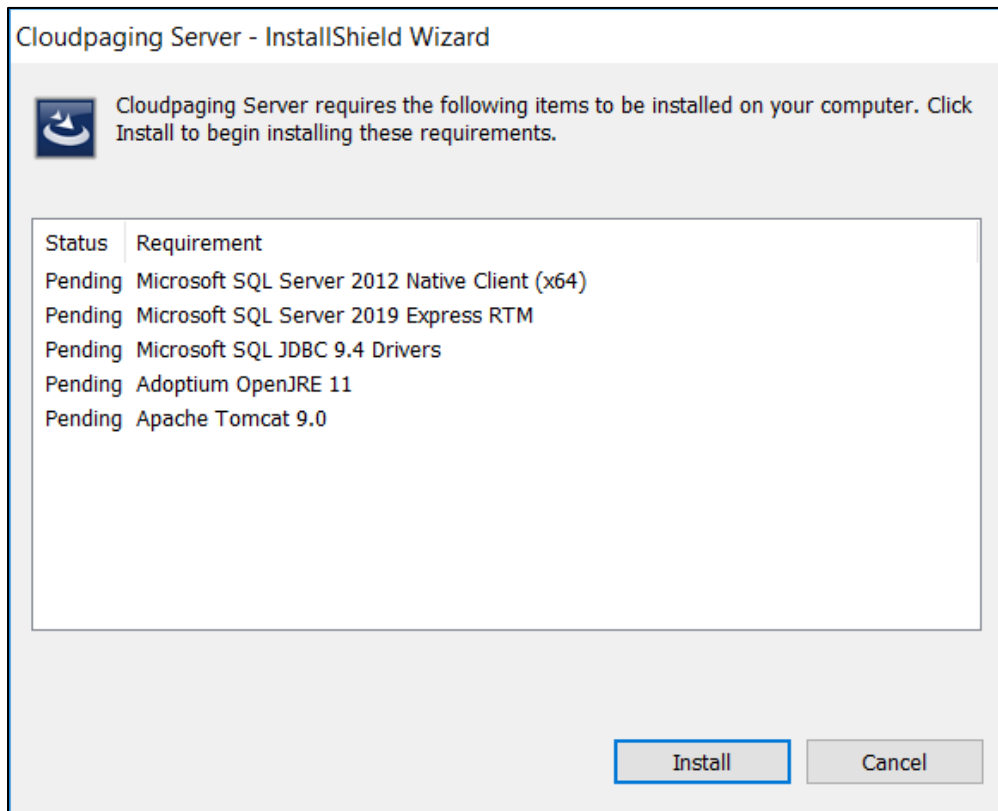 Cloudpaging Server - InstallShield Wizard
Cloudpaging Server requires the following items to be installed on your computer. Click
Install to begin installing these requirements.
Status Requirement
Pending Microsoft SQL Server 2012 Native Client (x64)
Pending Microsoft SQL Server 2019 Express RTM
Pending Microsoft SQL JDBC 9.4 Drivers
Pending Adoptium OpenJRE 11
Pending Apache Tomcat 9.0
Install Cancel